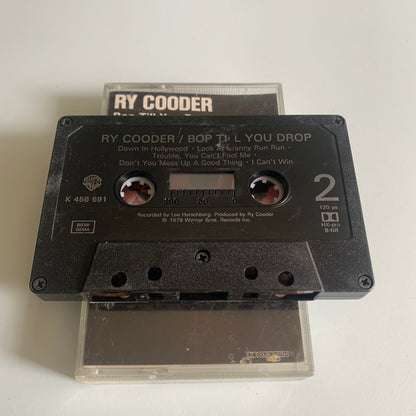 RY COODER
RY COODER / BOP TILL YOU DROP
Down In Hollywood • Look At Granny Run Run •
Trouble, You Can't Fool Me •
Don't You Mess Up A Good Thing • I Can't Win
K 456 691
100 50 0
2
120 µs
HX-pro
B-NR
BIEM/
GEMA
Recorded by Lee Herschberg. Produced by Ry Cooder
℗ 1979 Warner Bros. Records Inc.